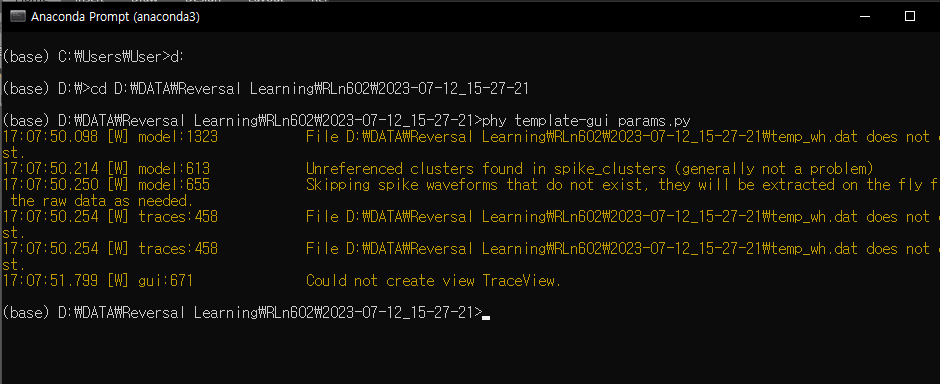 Anaconda Prompt (anaconda3)
(base) C:₩Users₩User>d:
(base) D:₩>cd D:₩DATA₩Reversal Learning₩RLn602₩2023-07-12_15-27-21
(base) D:₩DATA₩Reversal Learning₩RLn602₩2023-07-12_15-27-21>phy template-gui params.py
17:07:50.098 [W] model:1323 File D:₩DATA₩Reversal Learning₩RLn602₩2023-07-12_15-27-21₩temp_wh.dat does not
st.
17:07:50.214 [W] model:613 Unreferenced clusters found in spike_clusters (generally not a problem)
17:07:50.250 [W] model:655 Skipping spike waveforms that do not exist, they will be extracted on the fly f
the raw data as needed.
17:07:50.254 [W] traces:458 File D:₩DATA₩Reversal Learning₩RLn602₩2023-07-12_15-27-21₩temp_wh.dat does not
st.
17:07:50.254 [W] traces:458 File D:₩DATA₩Reversal Learning₩RLn602₩2023-07-12_15-27-21₩temp_wh.dat does not
st.
17:07:51.799 [W] gui:671 Could not create view TraceView.
(base) D:₩DATA₩Reversal Learning₩RLn602₩2023-07-12_15-27-21>